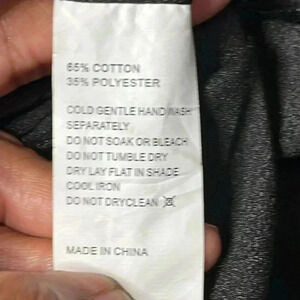 65% COTTON
35% POLYESTER
COLD GENTLE HAND WASH
SEPARATELY
DO NOT SOAK OR BLEACH
DO NOT TUMBLE DRY
DRY LAY FLAT IN SHADE
COOL IRON
DO NOT DRYCLEAN
MADE IN CHINA